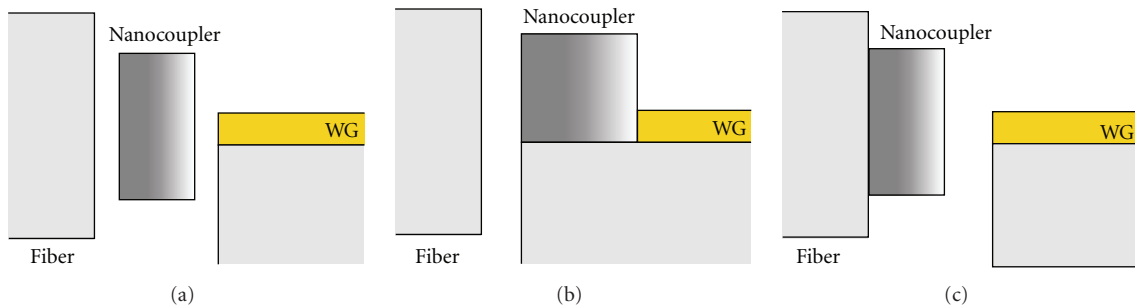 Nanocoupler
WG
Fiber
(a)
Nanocoupler
WG
Fiber
(b)
Nanocoupler
WG
Fiber
(c)